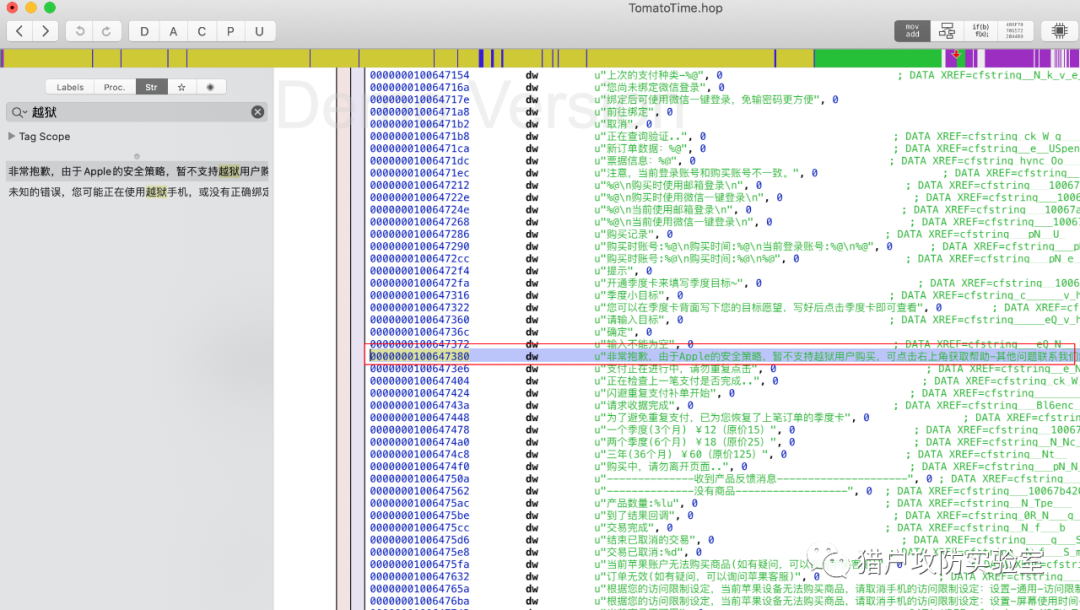 TomatoTime.hop
D A C P U
mov add
if(b) f(x);
Labels Proc. Str
越狱
Tag Scope
非常抱歉，由于Apple的安全策略，暂不支持越狱用户购
未知的错误，您可能正在使用越狱手机，或没有正确绑定
0000000100647154 dw u"上次的支付种类-%@", 0 ; DATA XREF=cfstring__N_k_v_e_
000000010064716a dw u"您尚未绑定微信登录", 0
000000010064717e dw u"绑定后可使用微信一键登录，免输密码更方便", 0
00000001006471a8 dw u"前往绑定", 0
00000001006471b2 dw u"取消", 0
00000001006471b8 dw u"正在查询验证..", 0 ; DATA XREF=cfstring_ck_W_g_
00000001006471ca dw u"新订单数据: %@", 0 ; DATA XREF=cfstring__e__USpen
00000001006471dc dw u"票据信息: %@", 0 ; DATA XREF=cfstring_hync_Oo__
00000001006471ec dw u"注意，当前登录账号和购买账号不一致。", 0 ; DATA XREF=cfstring__
0000000100647212 dw u"%@\n购买时使用邮箱登录\n", 0 ; DATA XREF=cfstring___10067
000000010064722e dw u"%@\n购买时使用微信一键登录\n", 0 ; DATA XREF=cfstring___1006
000000010064724e dw u"%@\n当前使用邮箱登录\n", 0 ; DATA XREF=cfstring___10067a
0000000100647268 dw u"%@\n当前使用微信一键登录\n", 0 ; DATA XREF=cfstring___10067
0000000100647286 dw u"购买记录", 0 ; DATA XREF=cfstring___pN__U_
0000000100647290 dw u"购买时账号:%@\n购买时间:%@\n当前登录账号:%@\n%@", 0 ; DATA XREF=cfstring___p
00000001006472cc dw u"购买时账号:%@\n购买时间:%@\n%@", 0 ; DATA XREF=cfstring___pN_e_
00000001006472f4 dw u"提示", 0
00000001006472fa dw u"开通季度卡来填写季度目标~", 0 ; DATA XREF=cfstring__1006
0000000100647316 dw u"季度小目标", 0 ; DATA XREF=cfstring_c______v_h
0000000100647322 dw u"您可以在季度卡背面写下您的目标愿望，写好后点击季度卡即可查看", 0 ; DATA XREF=cf
0000000100647360 dw u"请输入目标", 0 ; DATA XREF=cfstring_____eQ_v_h
000000010064736c dw u"确定", 0
0000000100647372 dw u"输入不能为空", 0 ; DATA XREF=cfstring_____eQ_N_
0000000100647380 dw u"非常抱歉，由于Apple的安全策略，暂不支持越狱用户购买，可点击右上角获取帮助-其他问题联系我们
00000001006473e6 dw u"支付正在进行中，请勿重复点击", 0 ; DATA XREF=cfstring____e_N
0000000100647404 dw u"正在检查上一笔支付是否完成..", 0 ; DATA XREF=cfstring_ck_W
0000000100647424 dw u"闪避重复支付补单开始", 0 ; DATA XREF=cfstring__
000000010064743a dw u"请求收据完成", 0 ; DATA XREF=cfstring___Bl6enc_
0000000100647448 dw u"为了避免重复支付，已为您恢复了上笔订单的季度卡", 0 ; DATA XREF=cfstring_
0000000100647478 dw u"一个季度(3个月) ￥12（原价15）", 0 ; DATA XREF=cfstring__10067
00000001006474a0 dw u"两个季度(6个月) ￥18（原价25）", 0 ; DATA XREF=cfstring__N_Nc_
00000001006474c8 dw u"三年(36个月) ￥60（原价125）", 0 ; DATA XREF=cfstring__Nt__
00000001006474f0 dw u"购买中，请勿离开页面..", 0 ; DATA XREF=cfstring___pN_N
000000010064750a dw u"--------------收到产品反馈消息--------------------", 0 ; DATA XREF=cfstring
0000000100647562 dw u"--------------没有商品------------------", 0 ; DATA XREF=cfstring___10067b420
00000001006475ac dw u"产品数量:%lu", 0 ; DATA XREF=cfstring_N_Tpe___
00000001006475be dw u"到了结果回调", 0 ; DATA XREF=cfstring_0R_N___g_
00000001006475cc dw u"交易完成", 0 ; DATA XREF=cfstring_N_f___b
00000001006475d6 dw u"结束已取消的交易", 0 ; DATA XREF=cfstring_____g__S
00000001006475e8 dw u"交易已取消:%d", 0 ; DATA XREF=cfstring
00000001006475fa dw u"当前苹果账户无法购买商品(如有疑问，可以
0000000100647632 dw u"订单无效(如有疑问，可以询问苹果客服)", 0 ; DATA XREF=cfstring
000000010064765a dw u"根据您的访问限制设定，当前苹果设备无法购买商品，请取消手机的访问限制设定：设置-通用-访问限
00000001006476ba dw u"根据您的访问限制设定，当前苹果设备无法购买商品，请取消手机的访问限制设定：设置-屏幕使用时间
猎户攻防实验室